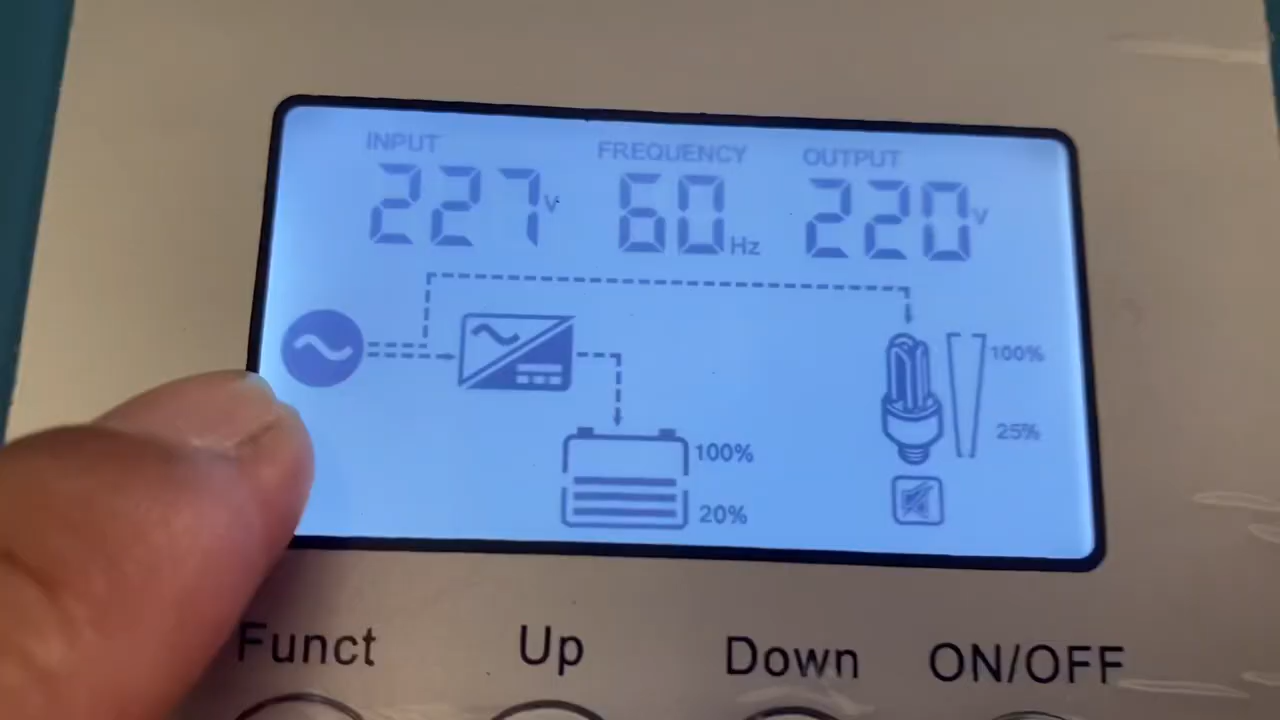 INPUT FREQUENCY OUTPUT
227V 60Hz 220V
100%
25%
100%
20%
Funct Up Down ON/OFF